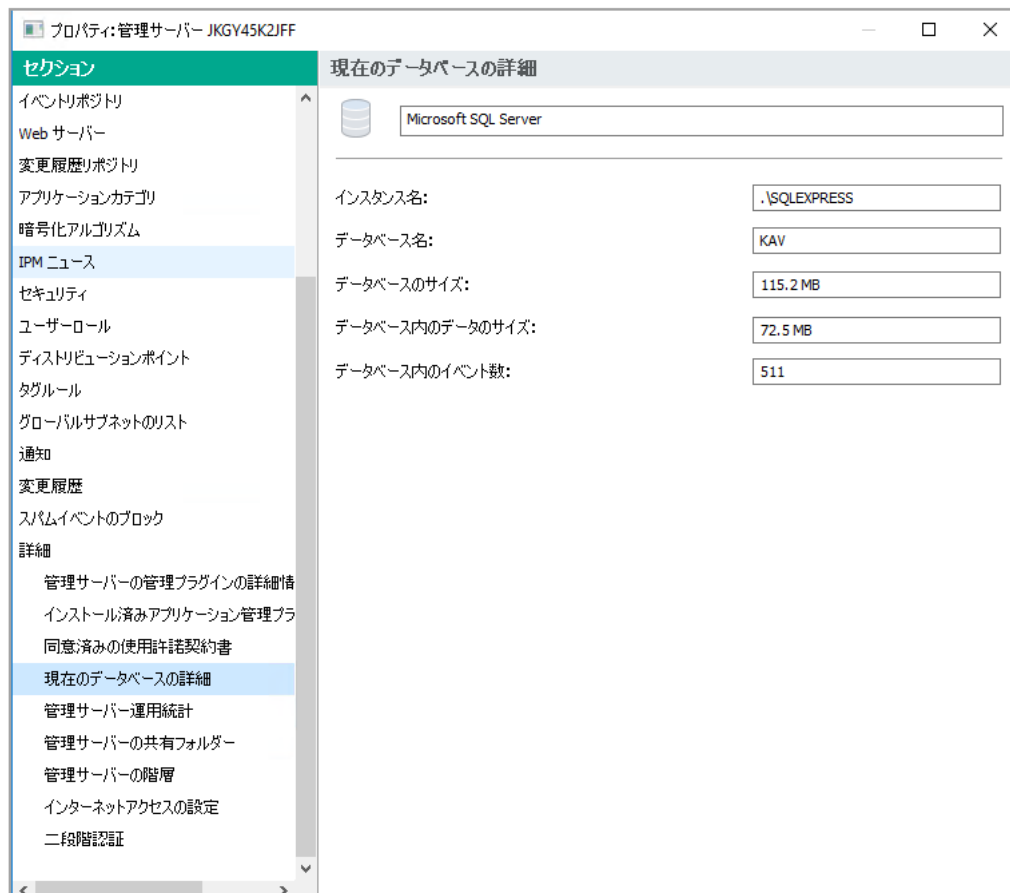 プロパティ:管理サーバー JKGY45K2JFF
セクション
イベントリポジトリ
Web サーバー
変更履歴リポジトリ
アプリケーションカテゴリ
暗号化アルゴリズム
IPM ニュース
セキュリティ
ユーザーロール
ディストリビューションポイント
タグルール
グローバルサブネットのリスト
通知
変更履歴
スパムイベントのブロック
詳細
管理サーバーの管理プラグインの詳細情
インストール済みアプリケーション管理プラ
同意済みの使用許諾契約書
現在のデータベースの詳細
管理サーバー運用統計
管理サーバーの共有フォルダー
管理サーバーの階層
インターネットアクセスの設定
二段階認証
現在のデータベースの詳細
Microsoft SQL Server
インスタンス名: .\SQLEXPRESS
データベース名: KAV
データベースのサイズ: 115.2 MB
データベース内のデータのサイズ: 72.5 MB
データベース内のイベント数: 511